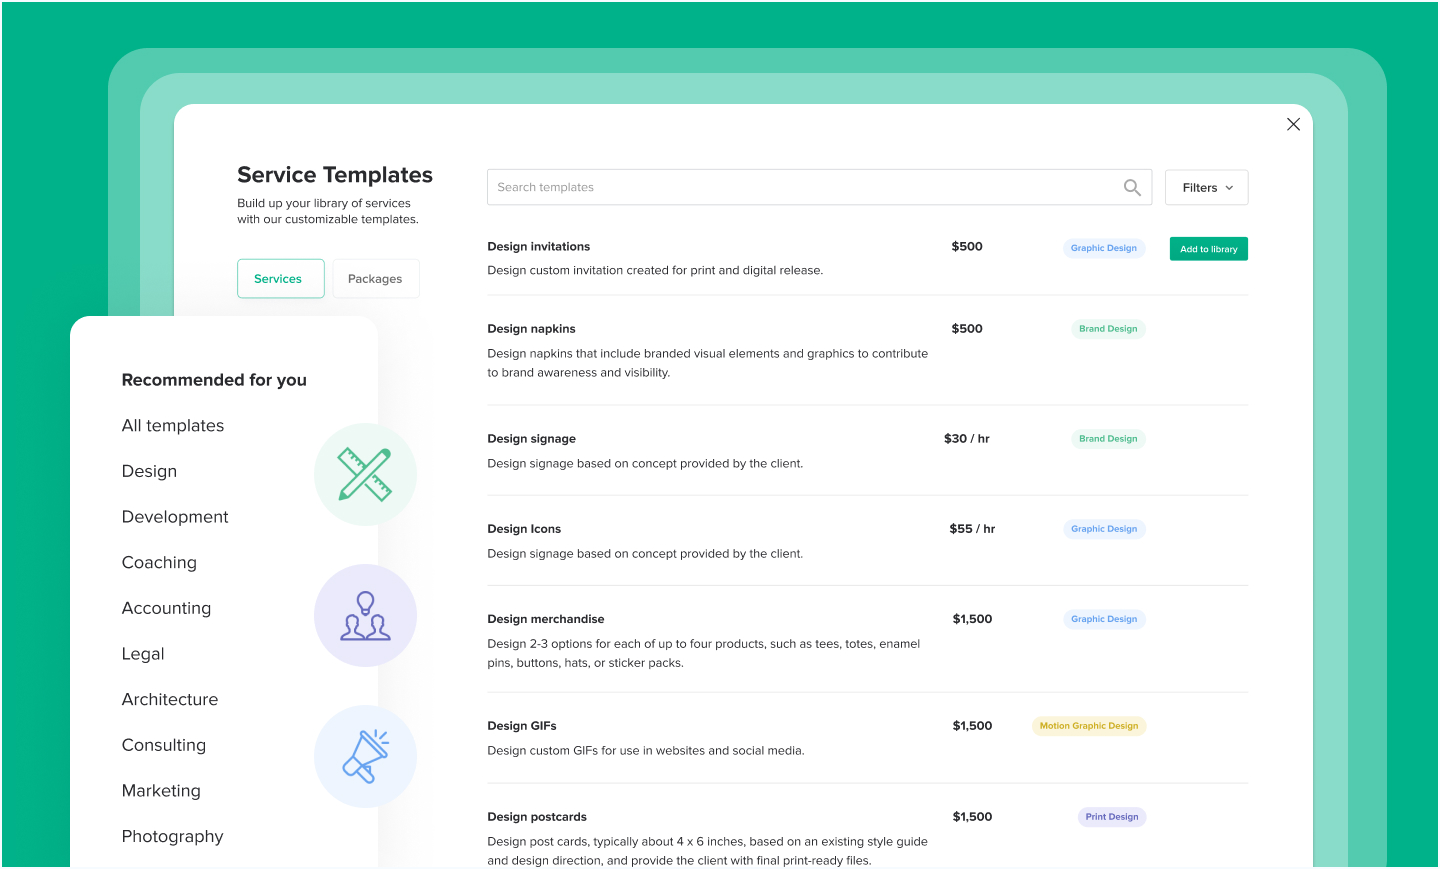 Service Templates
Build up your library of services
with our customizable templates.
Services
Packages
Recommended for you
All templates
Design
Development
Coaching
Accounting
Legal
Architecture
Consulting
Marketing
Photography
Search templates
Filters
Design invitations
$500
Graphic Design
Add to library
Design custom invitation created for print and digital release.
Design napkins
$500
Brand Design
Design napkins that include branded visual elements and graphics to contribute
to brand awareness and visibility.
Design signage
$30 / hr
Brand Design
Design signage based on concept provided by the client.
Design Icons
$55 / hr
Graphic Design
Design signage based on concept provided by the client.
Design merchandise
$1,500
Graphic Design
Design 2-3 options for each of up to four products, such as tees, totes, enamel
pins, buttons, hats, or sticker packs.
Design GIFs
$1,500
Motion Graphic Design
Design custom GIFs for use in websites and social media.
Design postcards
$1,500
Print Design
Design post cards, typically about 4 x 6 inches, based on an existing style guide
and design direction, and provide the client with final print-ready files.